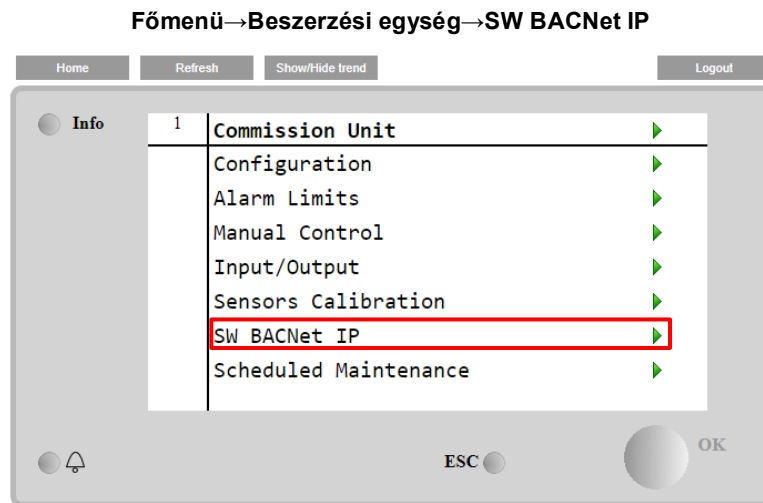 Főmenü→Beszerzési egység→SW BACNet IP
Home Refresh Show/Hide trend Logout
Info
1 Commission Unit
Configuration
Alarm Limits
Manual Control
Input/Output
Sensors Calibration
SW BACNet IP
Scheduled Maintenance
ESC
OK